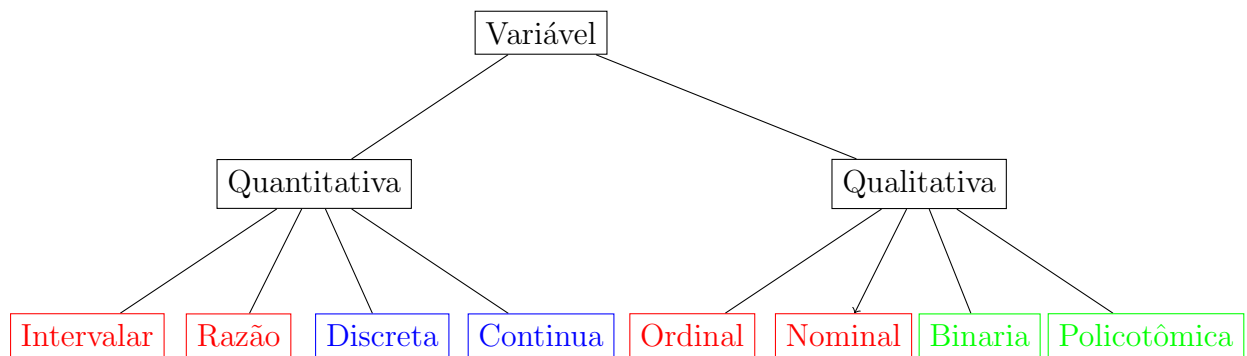 Variável
Quantitativa
Qualitativa
Intervalar
Razão
Discreta
Continua
Ordinal
Nominal
Binaria
Policotômica